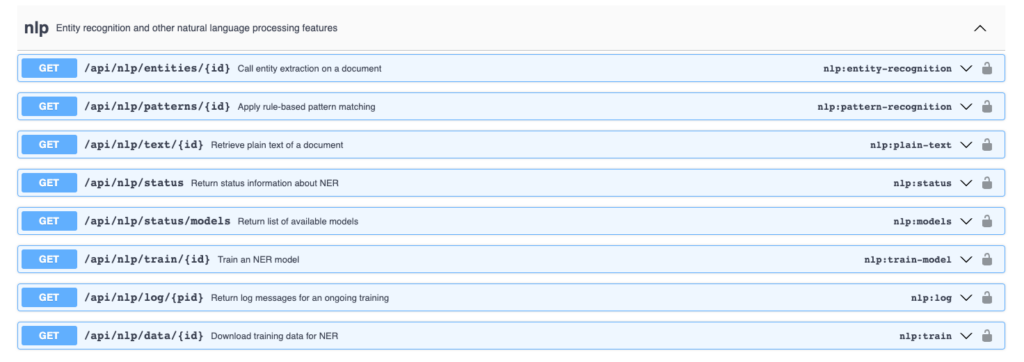 nlp Entity recognition and other natural language processing features
GET /api/nlp/entities/{id} Call entity extraction on a document nlp:entity-recognition
GET /api/nlp/patterns/{id} Apply rule-based pattern matching nlp:pattern-recognition
GET /api/nlp/text/{id} Retrieve plain text of a document nlp:plain-text
GET /api/nlp/status Return status information about NER nlp:status
GET /api/nlp/status/models Return list of available models nlp:models
GET /api/nlp/train/{id} Train an NER model nlp:train-model
GET /api/nlp/log/{pid} Return log messages for an ongoing training nlp:log
GET /api/nlp/data/{id} Download training data for NER nlp:train